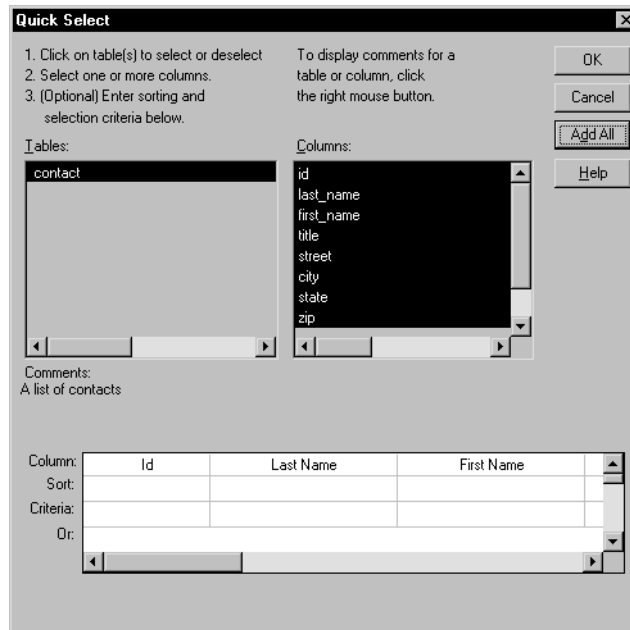 Quick Select
1. Click on table(s) to select or deselect
2. Select one or more columns.
3. (Optional) Enter sorting and
selection criteria below.
To display comments for a
table or column, click
the right mouse button.
OK
Cancel
Add All
Help
Tables:
contact
Columns:
id
last_name
first_name
title
street
city
state
zip
Comments:
A list of contacts
Column: Id Last Name First Name
Sort:
Criteria:
Or: